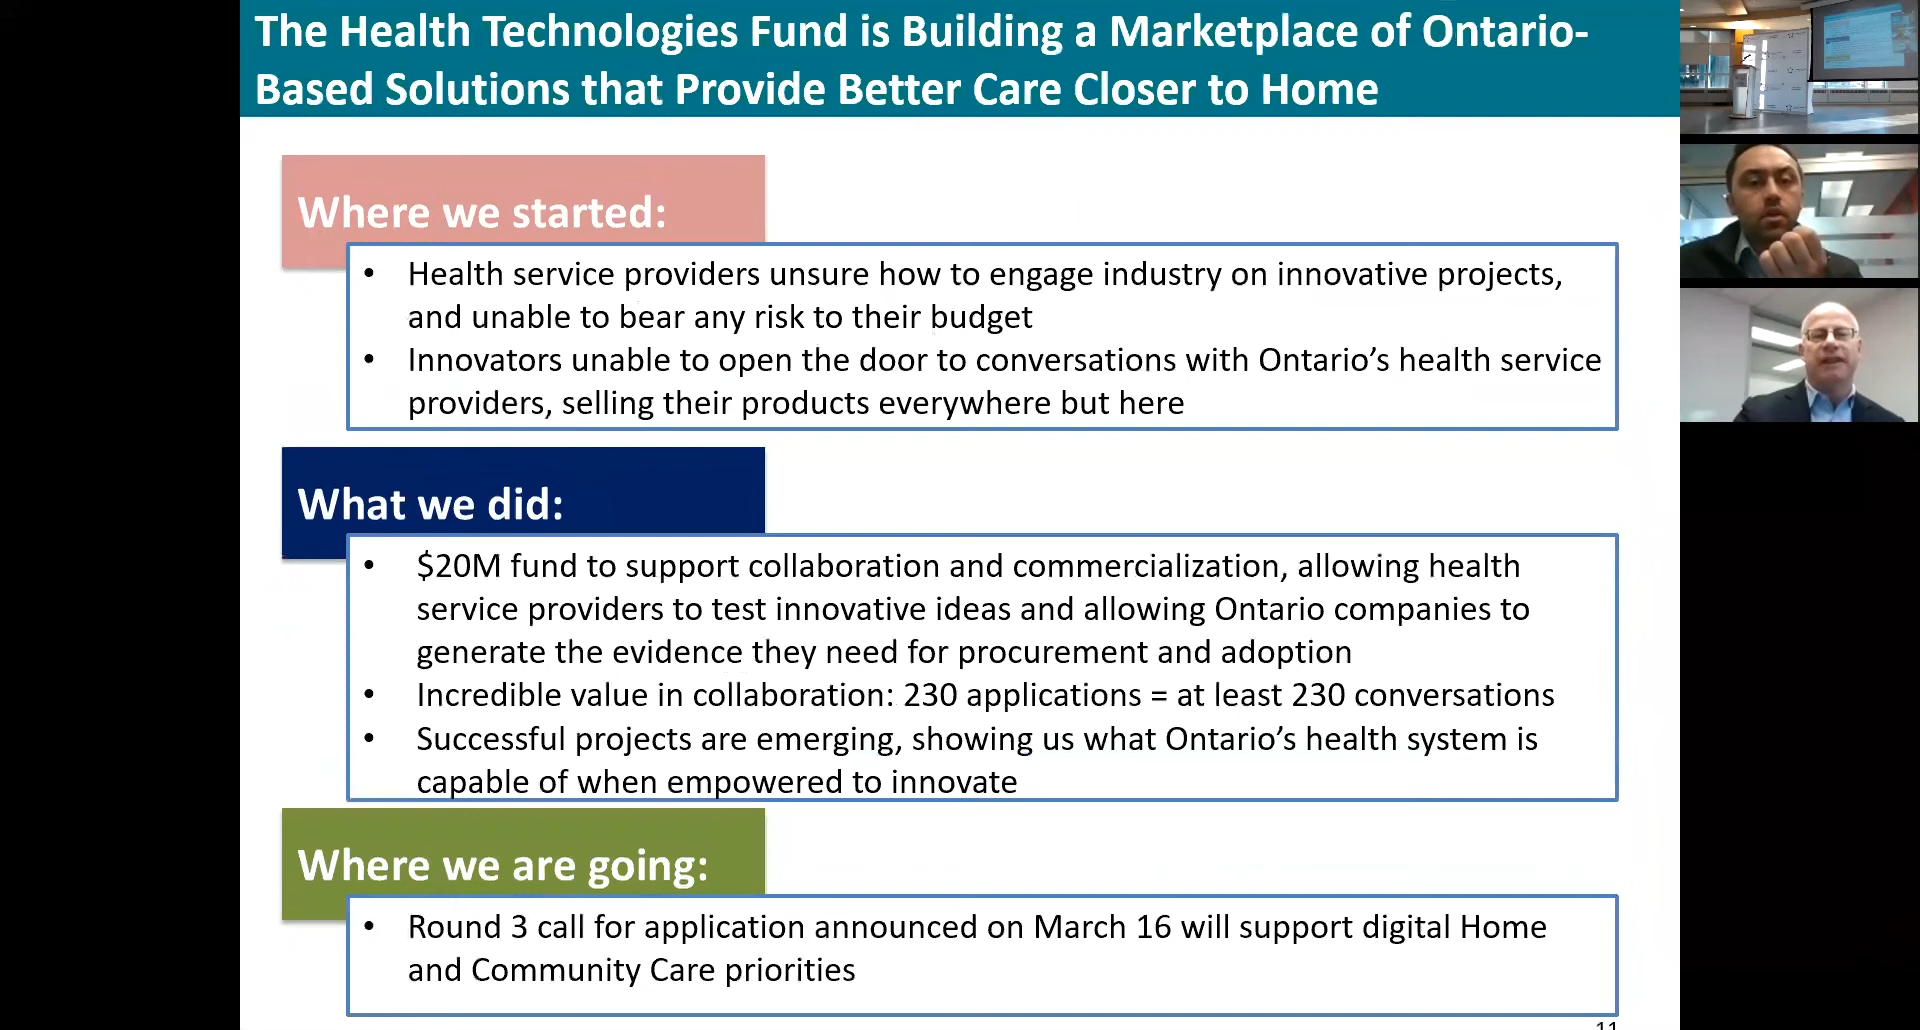 The Health Technologies Fund is Building a Marketplace of Ontario-
Based Solutions that Provide Better Care Closer to Home
Where we started:
• Health service providers unsure how to engage industry on innovative projects,
and unable to bear any risk to their budget
• Innovators unable to open the door to conversations with Ontario’s health service
providers, selling their products everywhere but here
What we did:
• $20M fund to support collaboration and commercialization, allowing health
service providers to test innovative ideas and allowing Ontario companies to
generate the evidence they need for procurement and adoption
• Incredible value in collaboration: 230 applications = at least 230 conversations
• Successful projects are emerging, showing us what Ontario’s health system is
capable of when empowered to innovate
Where we are going:
• Round 3 call for application announced on March 16 will support digital Home
and Community Care priorities
11